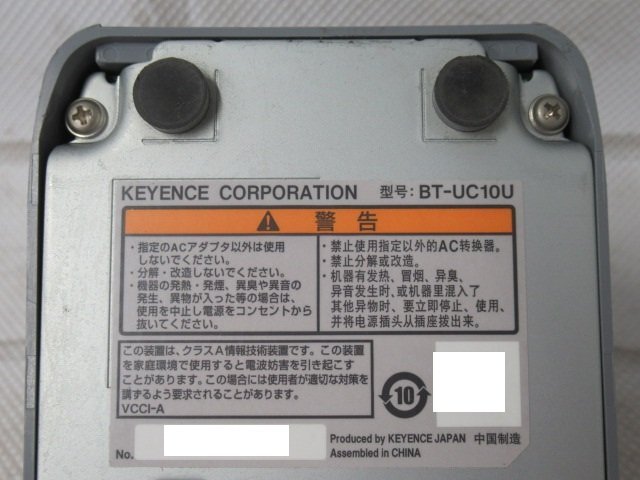 KEYENCE CORPORATION 型号: BT-UC10U
警告
・指定のACアダプタ以外は使用
しないでください。
・分解・改造しないでください。
・機器の発熱・発煙、異臭や異音の
発生、異物が入った等の場合は、
使用を中止し電源をコンセントから
抜いてください。
・禁止使用指定以外的AC转换器。
・禁止分解或改造。
・机器有发热、冒烟、异臭、
异音发生时、或机器里混入了
其他异物时、要立即停止、使用、
并将电源插头从插座拔出来。
この装置は、クラスA情報技術装置です。この装置
を家庭環境で使用すると電波妨害を引き起こす
ことがあります。この場合には使用者が適切な対策を
講ずるよう要求されることがあります。
VCCI-A
10
No.
Produced by KEYENCE JAPAN 中国制造
Assembled in CHINA